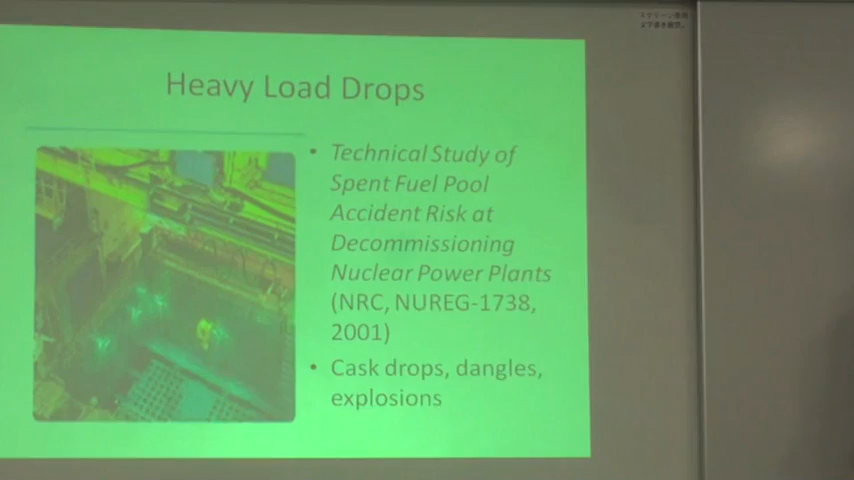 Heavy Load Drops
• Technical Study of
Spent Fuel Pool
Accident Risk at
Decommissioning
Nuclear Power Plants
(NRC, NUREG-1738,
2001)
• Cask drops, dangles,
explosions